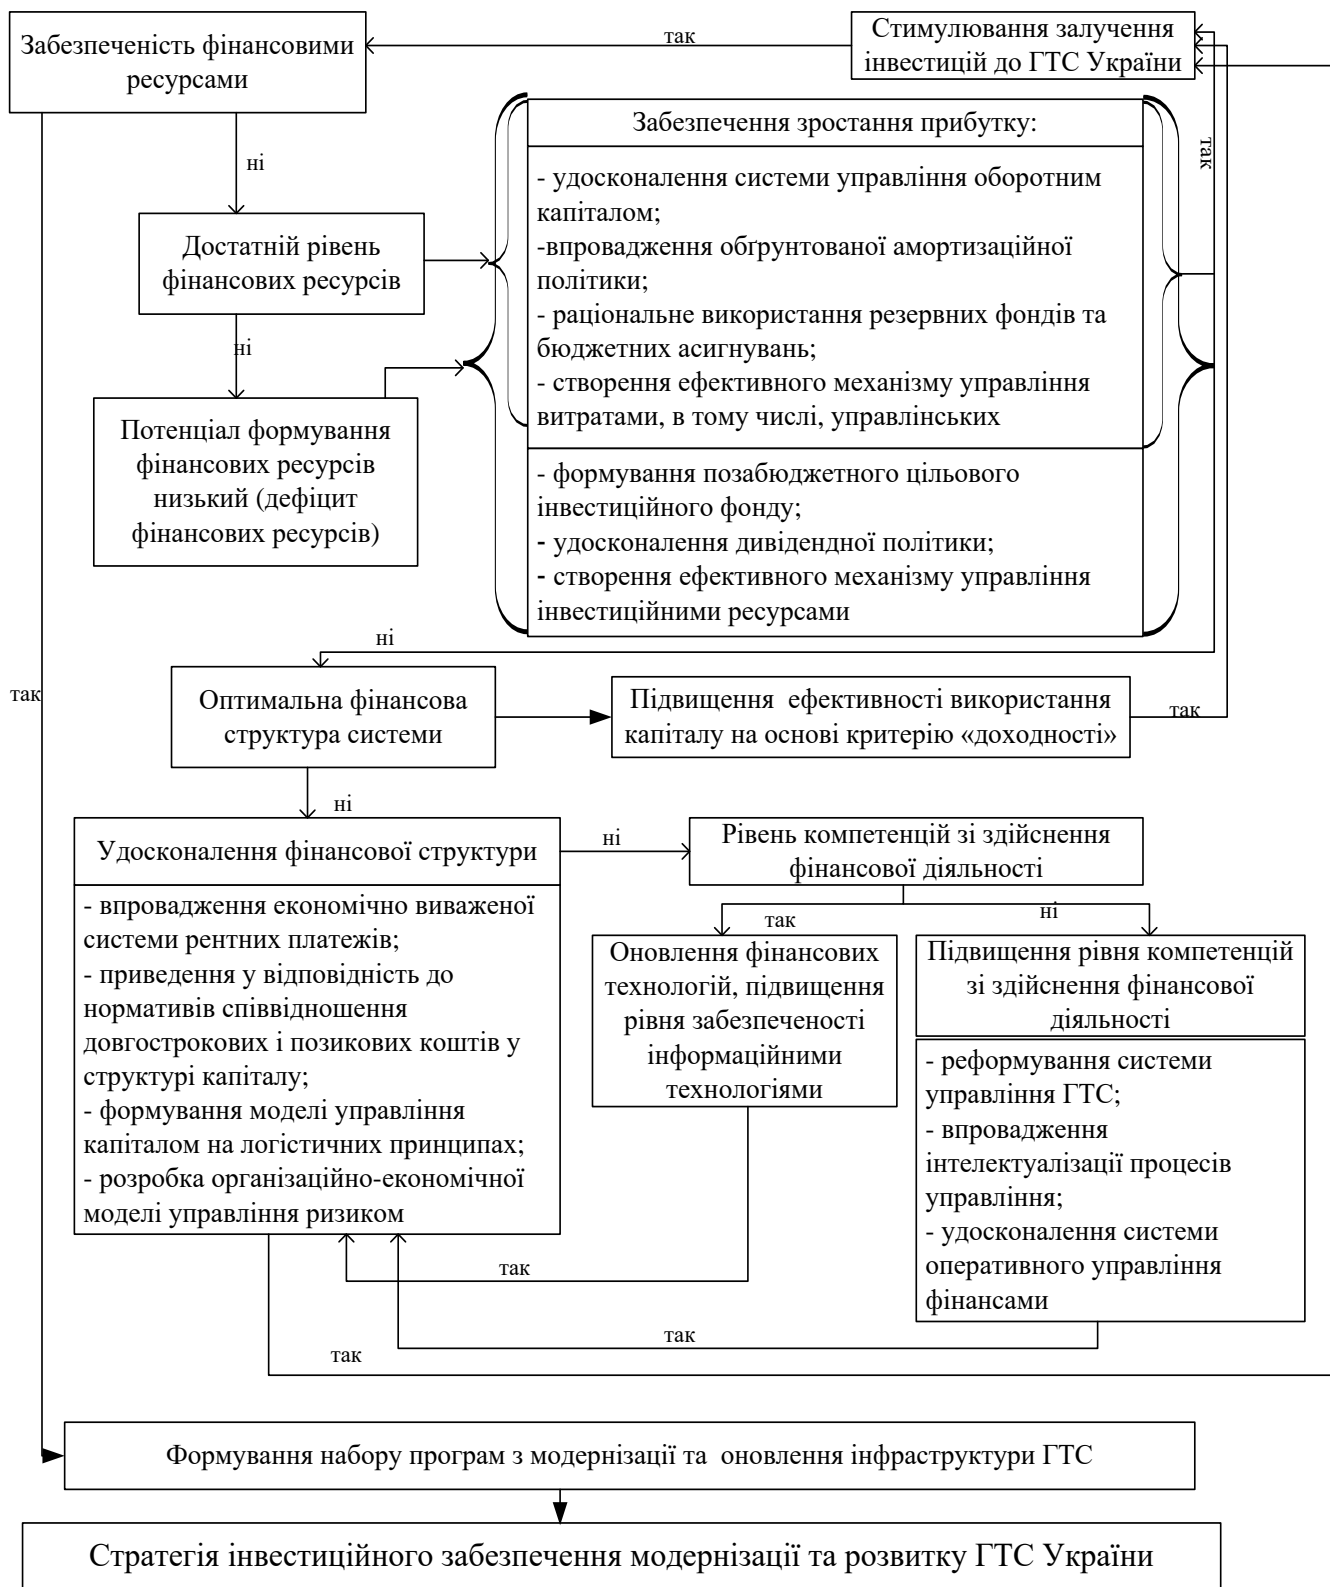 Забезпеченість фінансовими
ресурсами
так
Стимулювання залучення
інвестицій до ГТС України
ні
так
Забезпечення зростання прибутку:
- удосконалення системи управління оборотним
капіталом;
-впровадження обґрунтованої амортизаційної
політики;
- раціональне використання резервних фондів та
бюджетних асигнувань;
- створення ефективного механізму управління
витратами, в тому числі, управлінських
- формування позабюджетного цільового
інвестиційного фонду;
- удосконалення дивідендної політики;
- створення ефективного механізму управління
інвестиційними ресурсами
Достатній рівень
фінансових ресурсів
ні
Потенціал формування
фінансових ресурсів
низький (дефіцит
фінансових ресурсів)
ні
так
Оптимальна фінансова
структура системи
Підвищення  ефективності використання
капіталу на основі критерію «доходності»
так
ні
Удосконалення фінансової структури
ні
Рівень компетенцій зі здійснення
фінансової діяльності
- впровадження економічно виваженої
системи рентних платежів;
- приведення у відповідність до
нормативів співвідношення
довгострокових і позикових коштів у
структурі капіталу;
- формування моделі управління
капіталом на логістичних принципах;
- розробка організаційно-економічної
моделі управління ризиком
так
ні
Оновлення фінансових
технологій, підвищення
рівня забезпеченості
інформаційними
технологіями
Підвищення рівня компетенцій
зі здійснення фінансової
діяльності
- реформування системи
управління ГТС;
- впровадження
інтелектуалізації процесів
управління;
- удосконалення системи
оперативного управління
фінансами
так
так
так
Формування набору програм з модернізації та  оновлення інфраструктури ГТС
Стратегія інвестиційного забезпечення модернізації та розвитку ГТС України